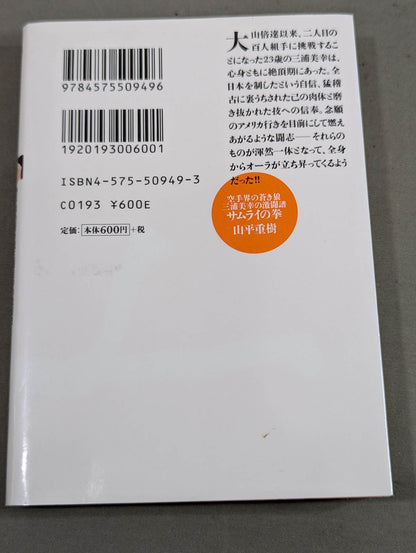 大山倍達以来、二人目の
百人組手に挑戦するこ
とになった23歳の三浦美幸は、
心身ともに絶頂期にあった。全
日本を制したという自信、猛稽
古に裏うちされた己の肉体と磨
き抜かれた技への信奉。念願
のアメリカ行きを目前にして燃え
あがるような闘志——それらの
ものが渾然一体となって、全身
からオーラが立ち昇ってくるよう
だった!!
空手界の蒼き狼
三浦美幸の激闘譜
サムライの拳
山平重樹
9784575509496
1920193006001
ISBN4-575-50949-3
C0193 ¥600E
定価：本体600円+税